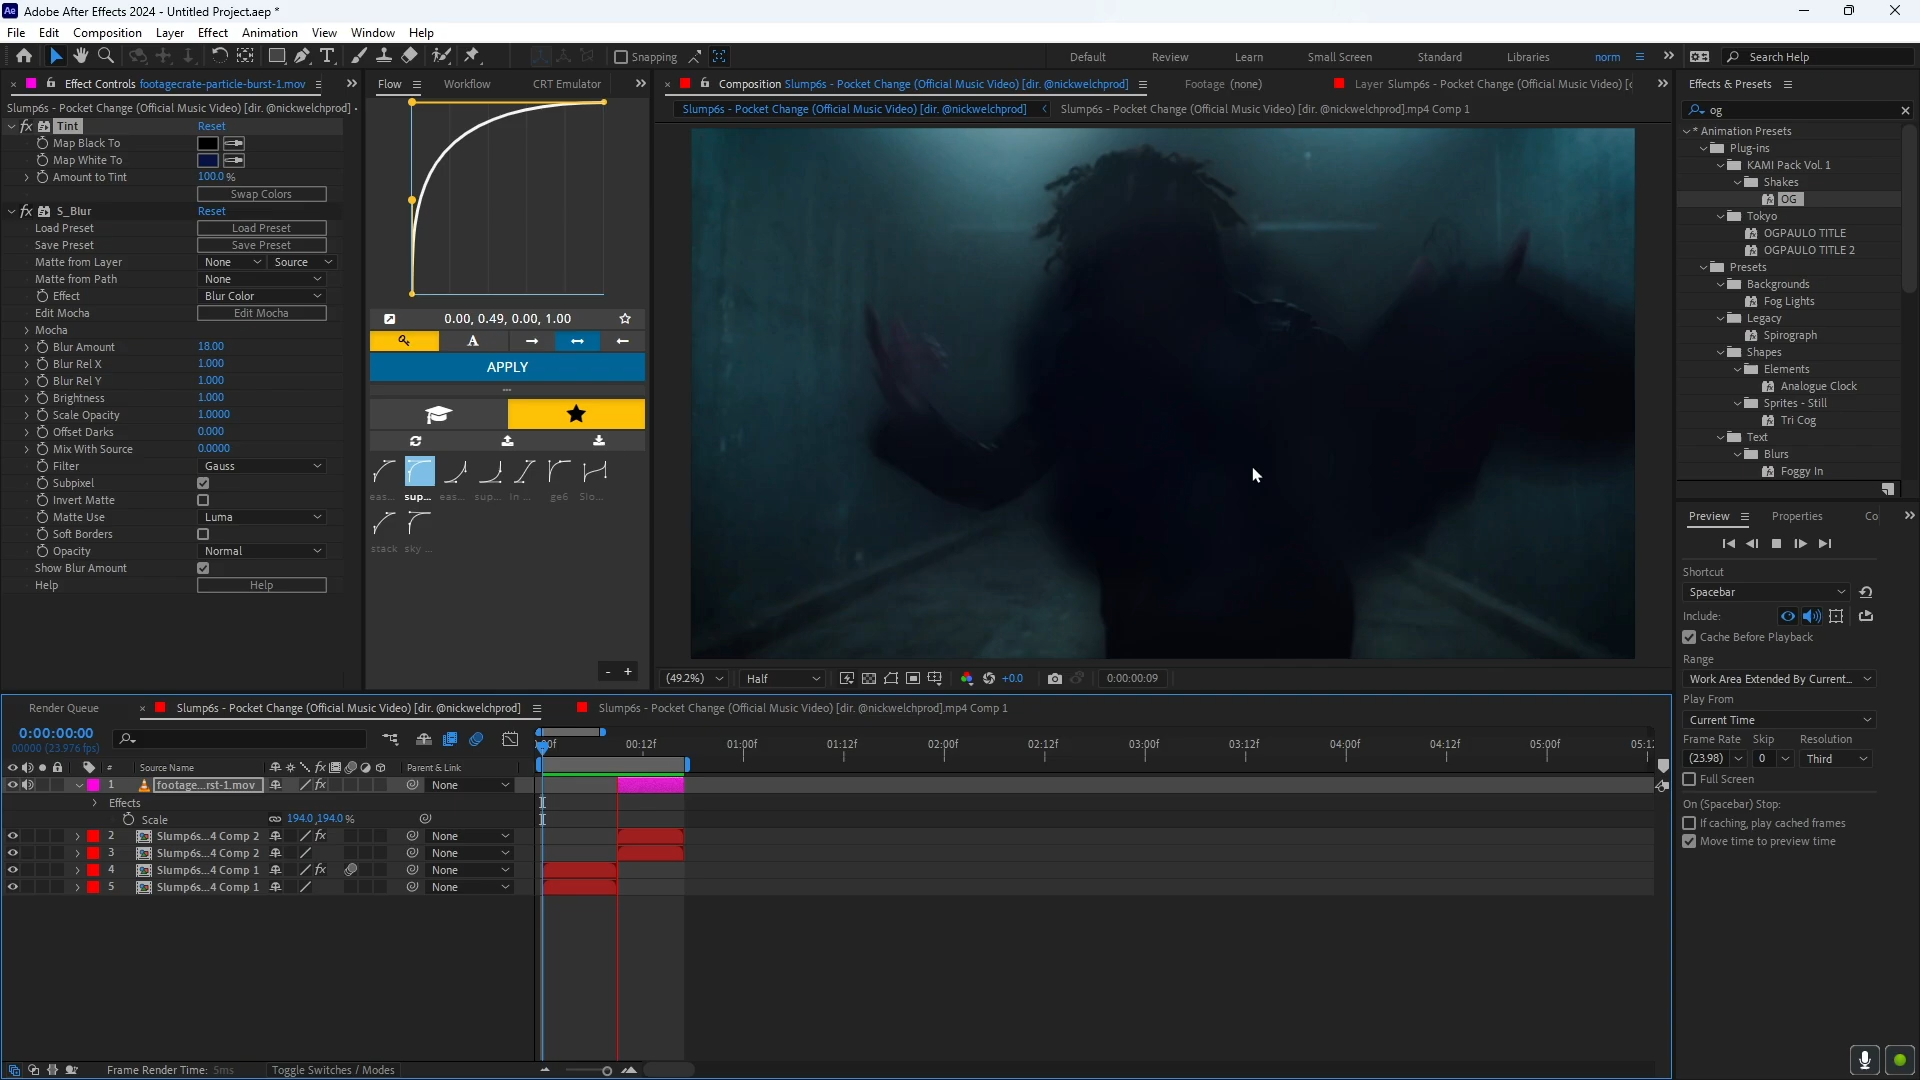 Ae Adobe After Effects 2024 - Untitled Project.aep *
File Edit Composition Layer Effect Animation View Window Help
Snapping
Default Review Learn Small Screen Standard Libraries norm Search Help
Effect Controls footagecrate-particle-burst-1.mov
Slump6s - Pocket Change (Official Music Video) [dir. @nickwelchprod] •
fx Tint Reset
Map Black To
Map White To
Amount to Tint 100.0 %
Swap Colors
fx S_Blur Reset
Load Preset Load Preset
Save Preset Save Preset
Matte from Layer None Source
Matte from Path None
Effect Blur Color
Edit Mocha Edit Mocha
Mocha
Blur Amount 18.00
Blur Rel X 1.000
Blur Rel Y 1.000
Brightness 1.000
Scale Opacity 1.0000
Offset Darks 0.000
Mix With Source 0.0000
Filter Gauss
Subpixel
Invert Matte
Matte Use Luma
Soft Borders
Opacity Normal
Show Blur Amount
Help Help
Flow Workflow CRT Emulator
0.00, 0.49, 0.00, 1.00
A
APPLY
eas... sup... eas... sup... In ... ge6 Slo...
stack sky ...
- +
Composition Slump6s - Pocket Change (Official Music Video) [dir. @nickwelchprod] Footage (none) Layer Slump6s - Pocket Change (Official Music Video) [
Slump6s - Pocket Change (Official Music Video) [dir. @nickwelchprod] Slump6s - Pocket Change (Official Music Video) [dir. @nickwelchprod].mp4 Comp 1
(49.2%) Half +0.0 0:00:00:09
Effects & Presets
og
* Animation Presets
Plug-ins
KAMI Pack Vol. 1
Shakes
OG
Tokyo
OGPAULO TITLE
OGPAULO TITLE 2
Presets
Backgrounds
Fog Lights
Legacy
Spirograph
Shapes
Elements
Analogue Clock
Sprites - Still
Tri Cog
Text
Blurs
Foggy In
Preview Properties Co
Shortcut
Spacebar
Include:
Cache Before Playback
Range
Work Area Extended By Current...
Play From
Current Time
Frame Rate Skip Resolution
(23.98) 0 Third
Full Screen
On (Spacebar) Stop:
If caching, play cached frames
Move time to preview time
Render Queue Slump6s - Pocket Change (Official Music Video) [dir. @nickwelchprod] Slump6s - Pocket Change (Official Music Video) [dir. @nickwelchprod].mp4 Comp 1
0:00:00:00
00000 (23.976 fps)
00:12f 01:00f 01:12f 02:00f 02:12f 03:00f 03:12f 04:00f 04:12f 05:00f
# Source Name fx Parent & Link
1 footage...rst-1.mov fx None
Effects
Scale 194.0,194.0 %
2 Slump6s...4 Comp 2 fx None
3 Slump6s...4 Comp 2 None
4 Slump6s...4 Comp 1 fx None
5 Slump6s...4 Comp 1 None
Frame Render Time: 5ms Toggle Switches / Modes